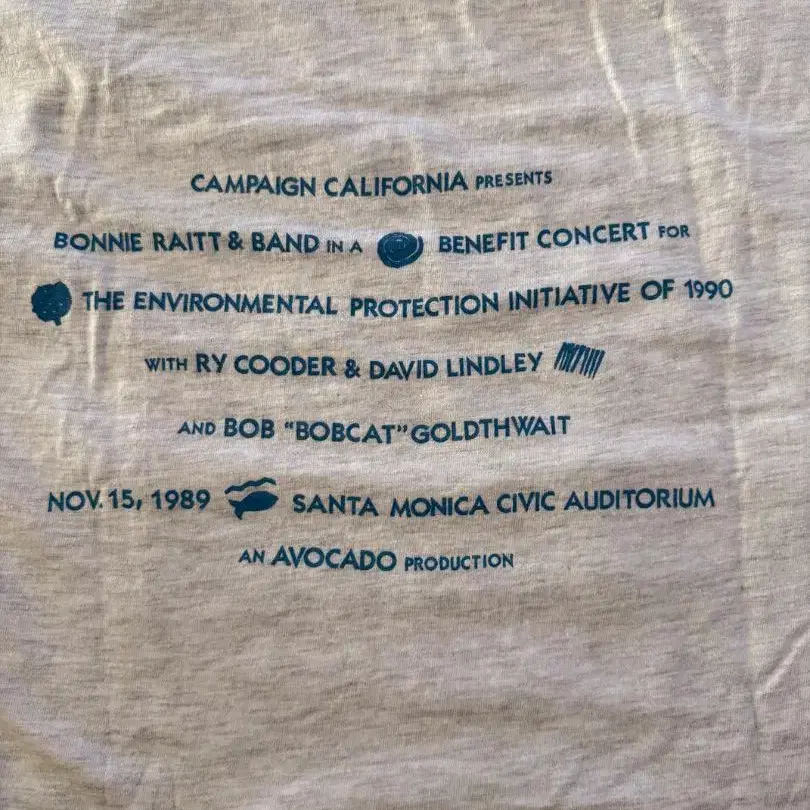 CAMPAIGN CALIFORNIA PRESENTS
BONNIE RAITT & BAND IN A BENEFIT CONCERT FOR
THE ENVIRONMENTAL PROTECTION INITIATIVE OF 1990
WITH RY COODER & DAVID LINDLEY
AND BOB "BOBCAT" GOLDTHWAIT
NOV. 15, 1989 SANTA MONICA CIVIC AUDITORIUM
AN AVOCADO PRODUCTION